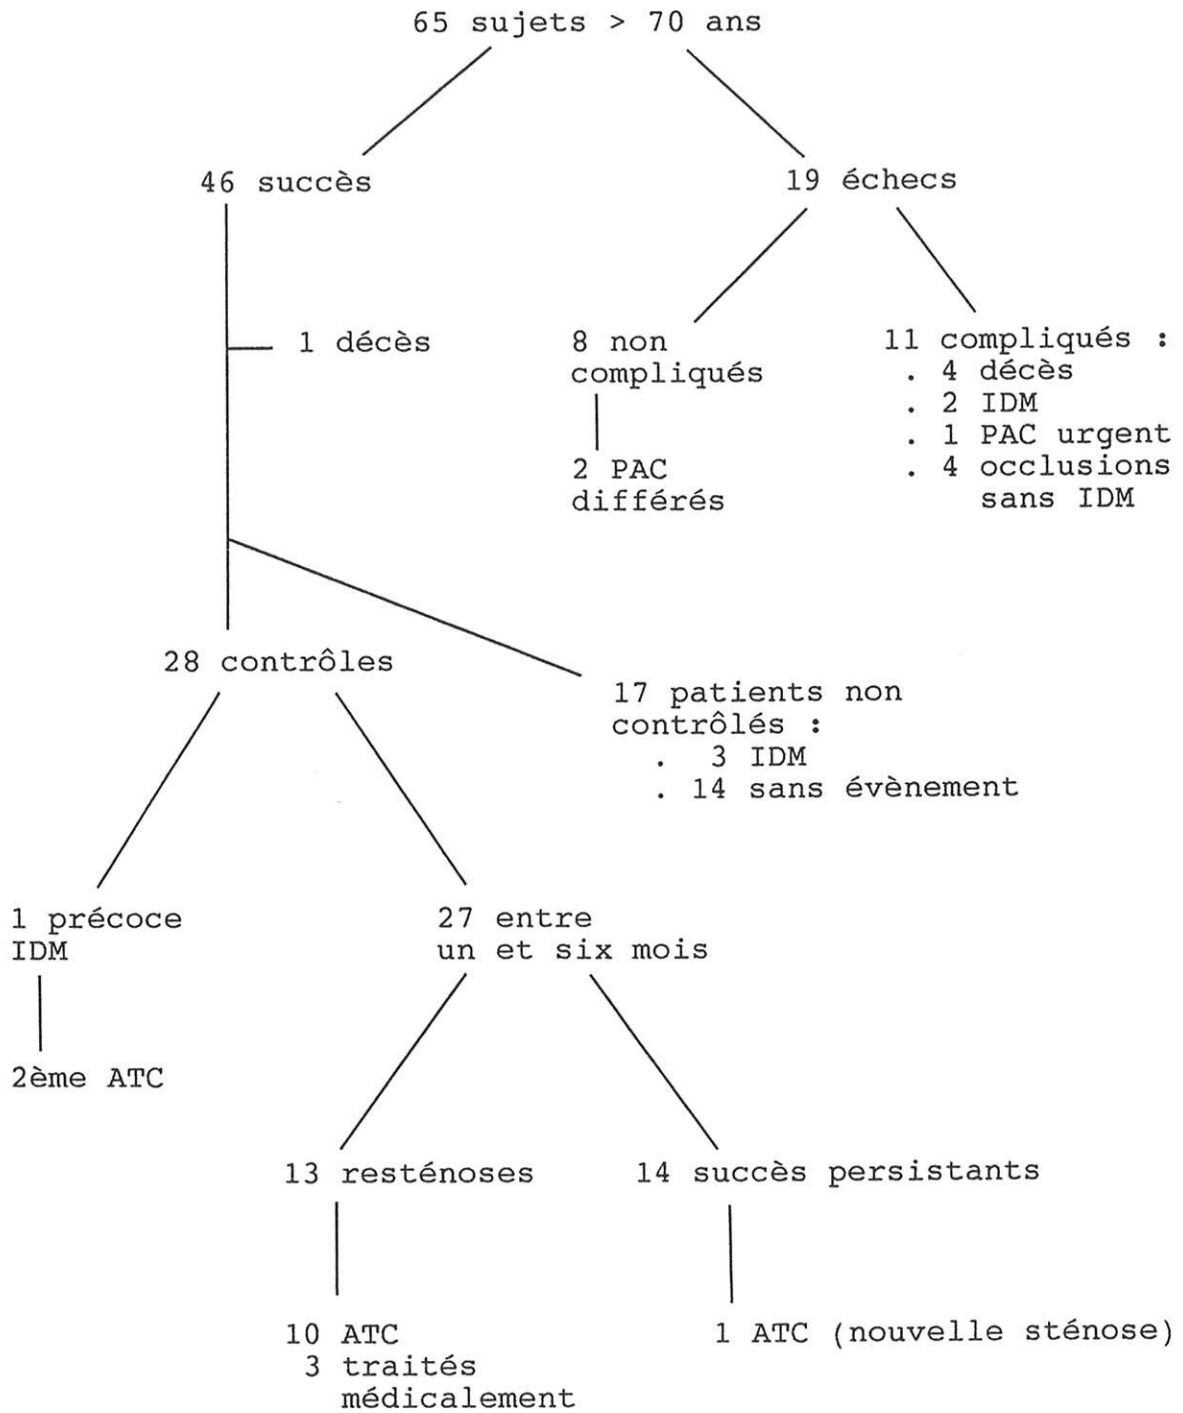 65 sujets > 70 ans
46 succès
19 échecs
1 décès
8 non
compliqués
2 PAC
différés
11 compliqués :
. 4 décès
. 2 IDM
. 1 PAC urgent
. 4 occlusions
sans IDM
28 contrôles
17 patients non
contrôlés :
. 3 IDM
. 14 sans évènement
1 précoce
IDM
2ème ATC
27 entre
un et six mois
13 resténoses
10 ATC
3 traités
médicalement
14 succès persistants
1 ATC (nouvelle sténose)